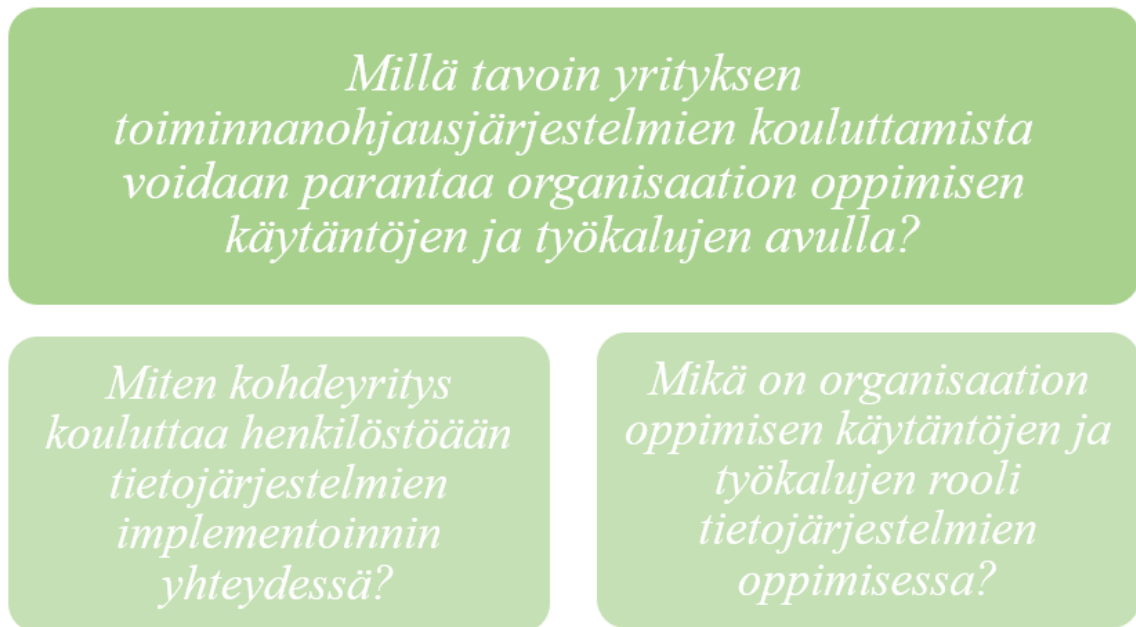 Millä tavoin yrityksen
toiminnanohjausjärjestelmien kouluttamista
voidaan parantaa organisaation oppimisen
käytäntöjen ja työkalujen avulla?
Miten kohdeyritys
kouluttaa henkilöstöään
tietojärjestelmien
implementoinnin
yhteydessä?
Mikä on organisaation
oppimisen käytäntöjen ja
työkalujen rooli
tietojärjestelmien
oppimisessa?